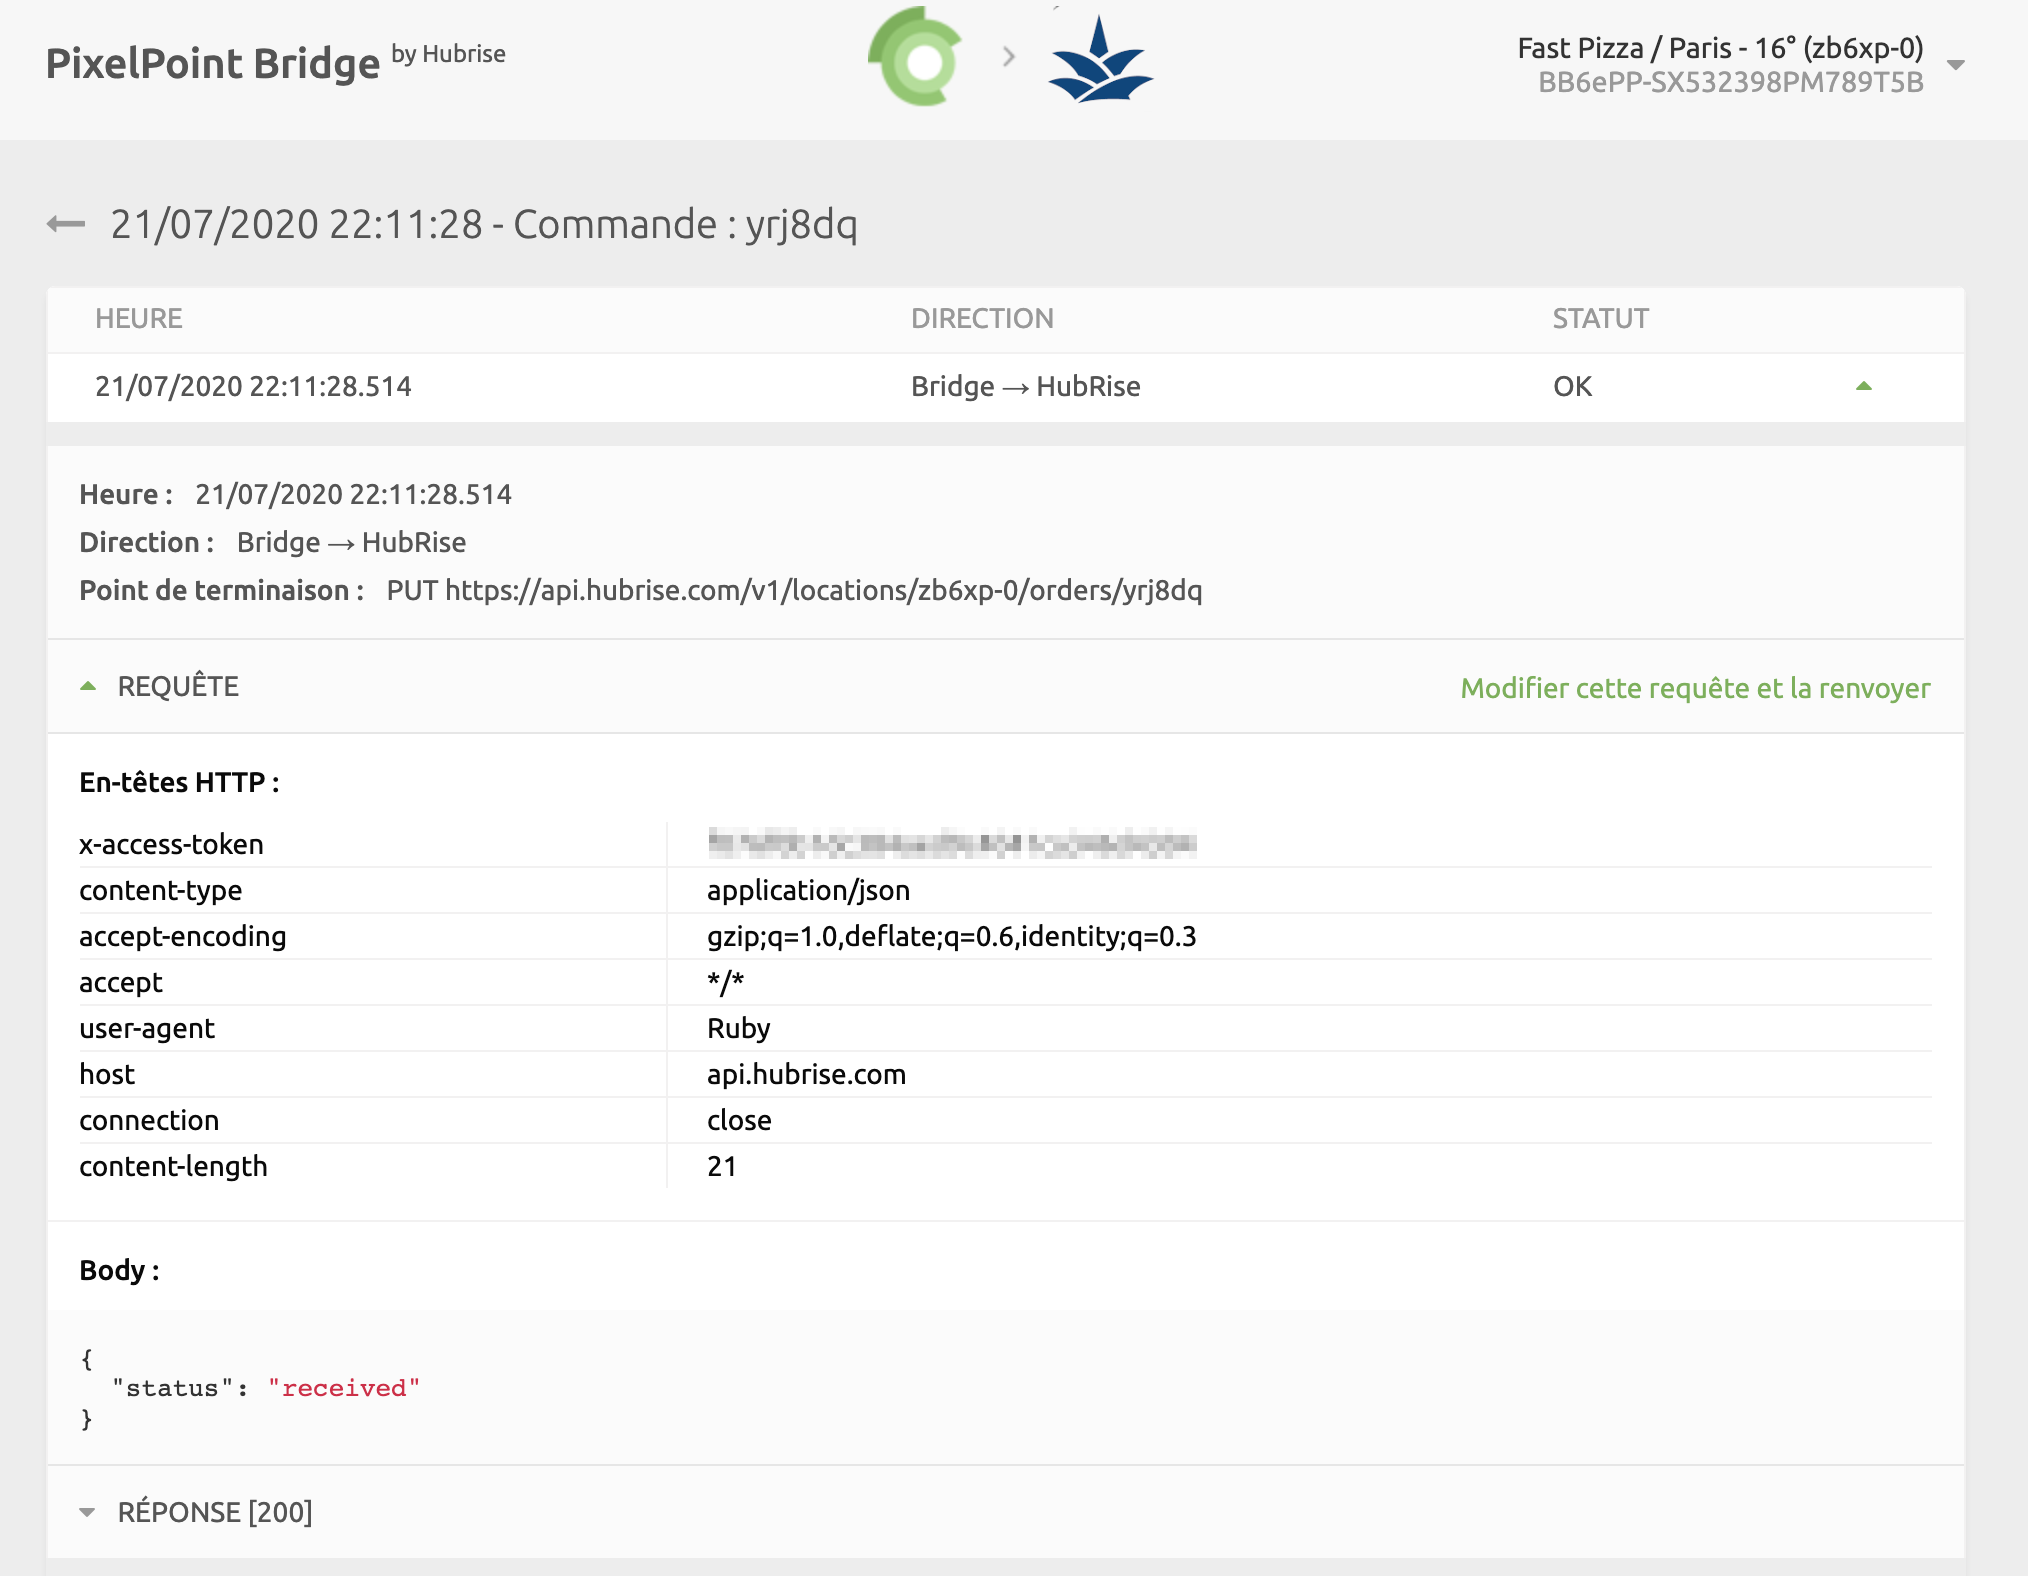 PixelPoint Bridge by Hubrise
Fast Pizza / Paris - 16° (zb6xp-0)
BB6ePP-SX532398PM789T5B
21/07/2020 22:11:28 - Commande : yrj8dq
HEURE DIRECTION STATUT
21/07/2020 22:11:28.514 Bridge → HubRise OK
Heure : 21/07/2020 22:11:28.514
Direction : Bridge → HubRise
Point de terminaison : PUT https://api.hubrise.com/v1/locations/zb6xp-0/orders/yrj8dq
REQUÊTE Modifier cette requête et la renvoyer
En-têtes HTTP :
x-access-token
content-type application/json
accept-encoding gzip;q=1.0,deflate;q=0.6,identity;q=0.3
accept */*
user-agent Ruby
host api.hubrise.com
connection close
content-length 21
Body :
{
"status": "received"
}
RÉPONSE [200]